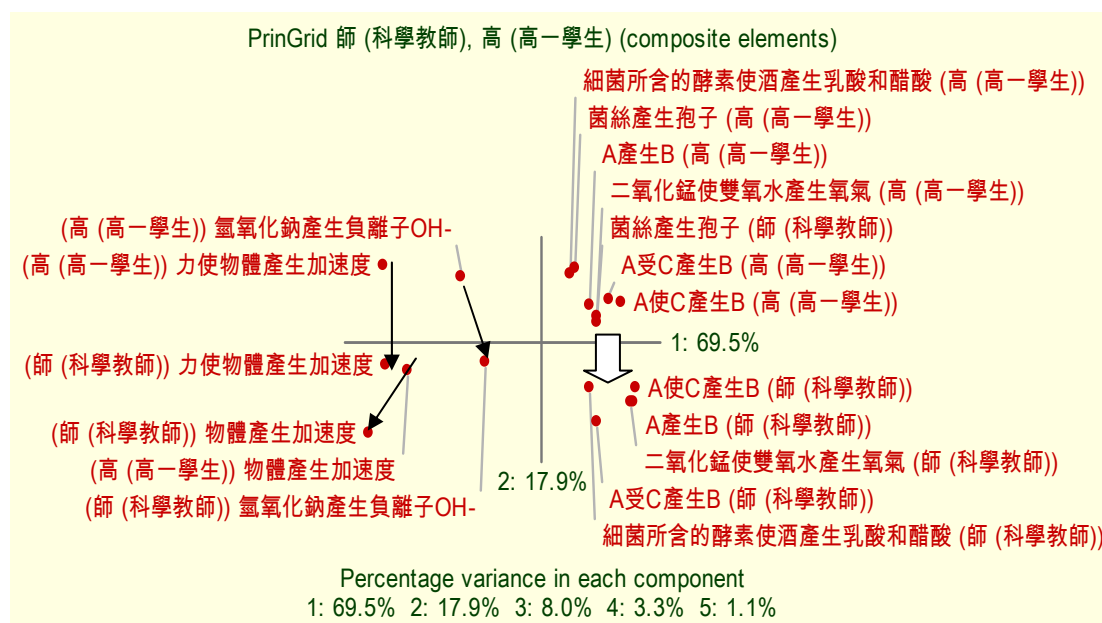 PrinGrid 師 (科學教師), 高 (高一學生) (composite elements)
細菌所含的酵素使酒產生乳酸和醋酸 (高 (高一學生))
菌絲產生孢子 (高 (高一學生))
A產生B (高 (高一學生))
二氧化錳使雙氧水產生氧氣 (高 (高一學生))
(高 (高一學生)) 氫氧化鈉產生負離子OH-
菌絲產生孢子 (師 (科學教師))
(高 (高一學生)) 力使物體產生加速度
A受C產生B (高 (高一學生))
A使C產生B (高 (高一學生))
1: 69.5%
(師 (科學教師)) 力使物體產生加速度
A使C產生B (師 (科學教師))
A產生B (師 (科學教師))
(師 (科學教師)) 物體產生加速度
二氧化錳使雙氧水產生氧氣 (師 (科學教師))
(高 (高一學生)) 物體產生加速度
2: 17.9%
A受C產生B (師 (科學教師))
(師 (科學教師)) 氫氧化鈉產生負離子OH-
細菌所含的酵素使酒產生乳酸和醋酸 (師 (科學教師))
Percentage variance in each component
1: 69.5% 2: 17.9% 3: 8.0% 4: 3.3% 5: 1.1%